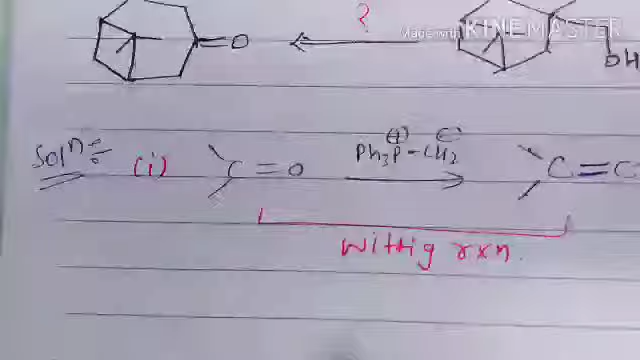 ?
=O
Made with KINEMASTER
OH
Solⁿ:- (i) C=O Ph₃P⊕-CH₂⊖ C=C
Wittig rxn.